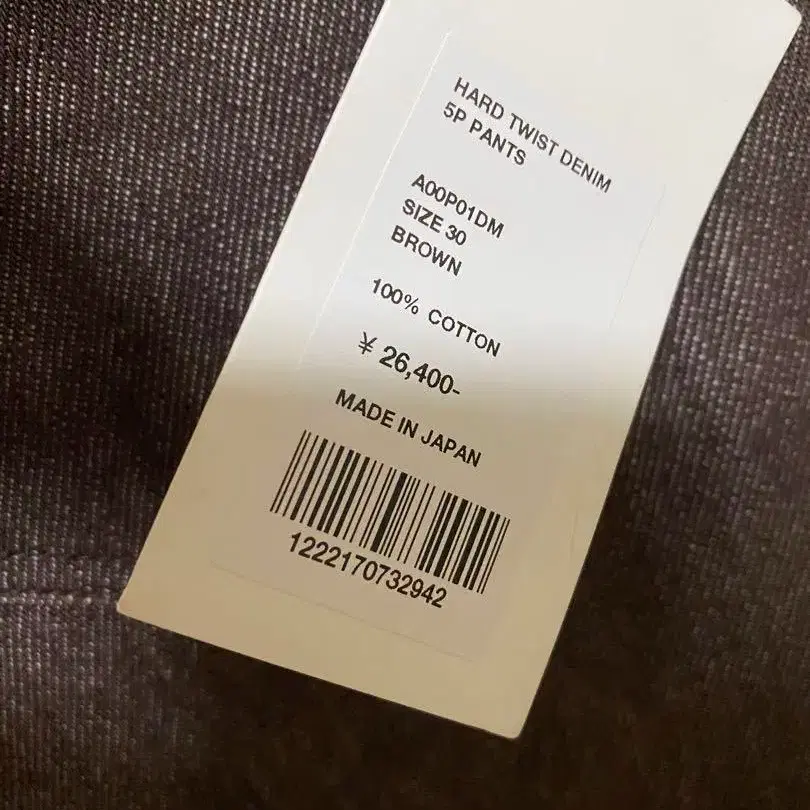 HARD TWIST DENIM
5P PANTS
A00P01DM
SIZE 30
BROWN
100% COTTON
¥ 26,400-
MADE IN JAPAN
1222170732942